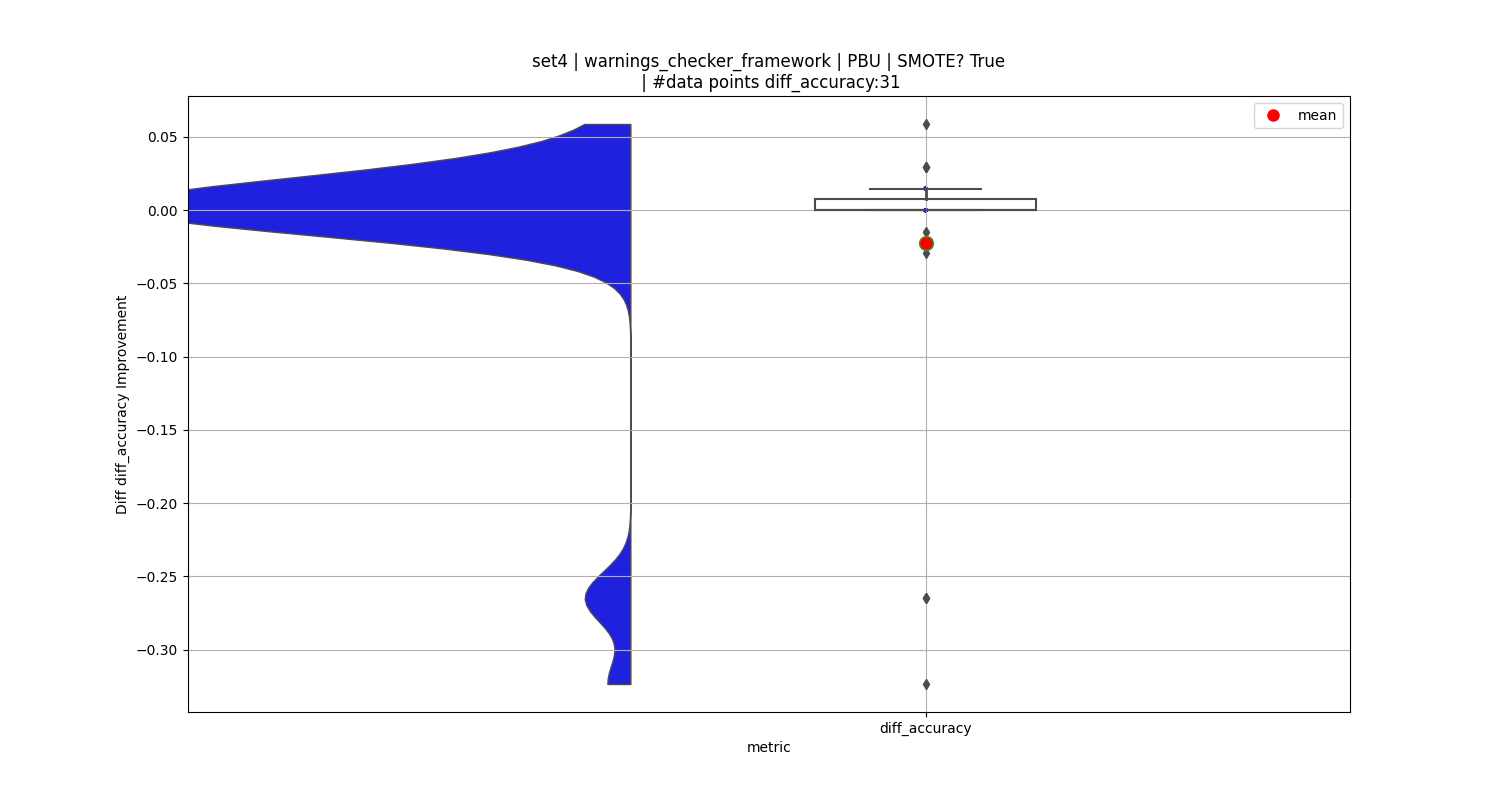 set4 | warnings_checker_framework | PBU | SMOTE? True
| #data points diff_accuracy:31
mean
0.05
0.00
−0.05
−0.10
−0.15
−0.20
−0.25
−0.30
Diff diff_accuracy Improvement
diff_accuracy
metric